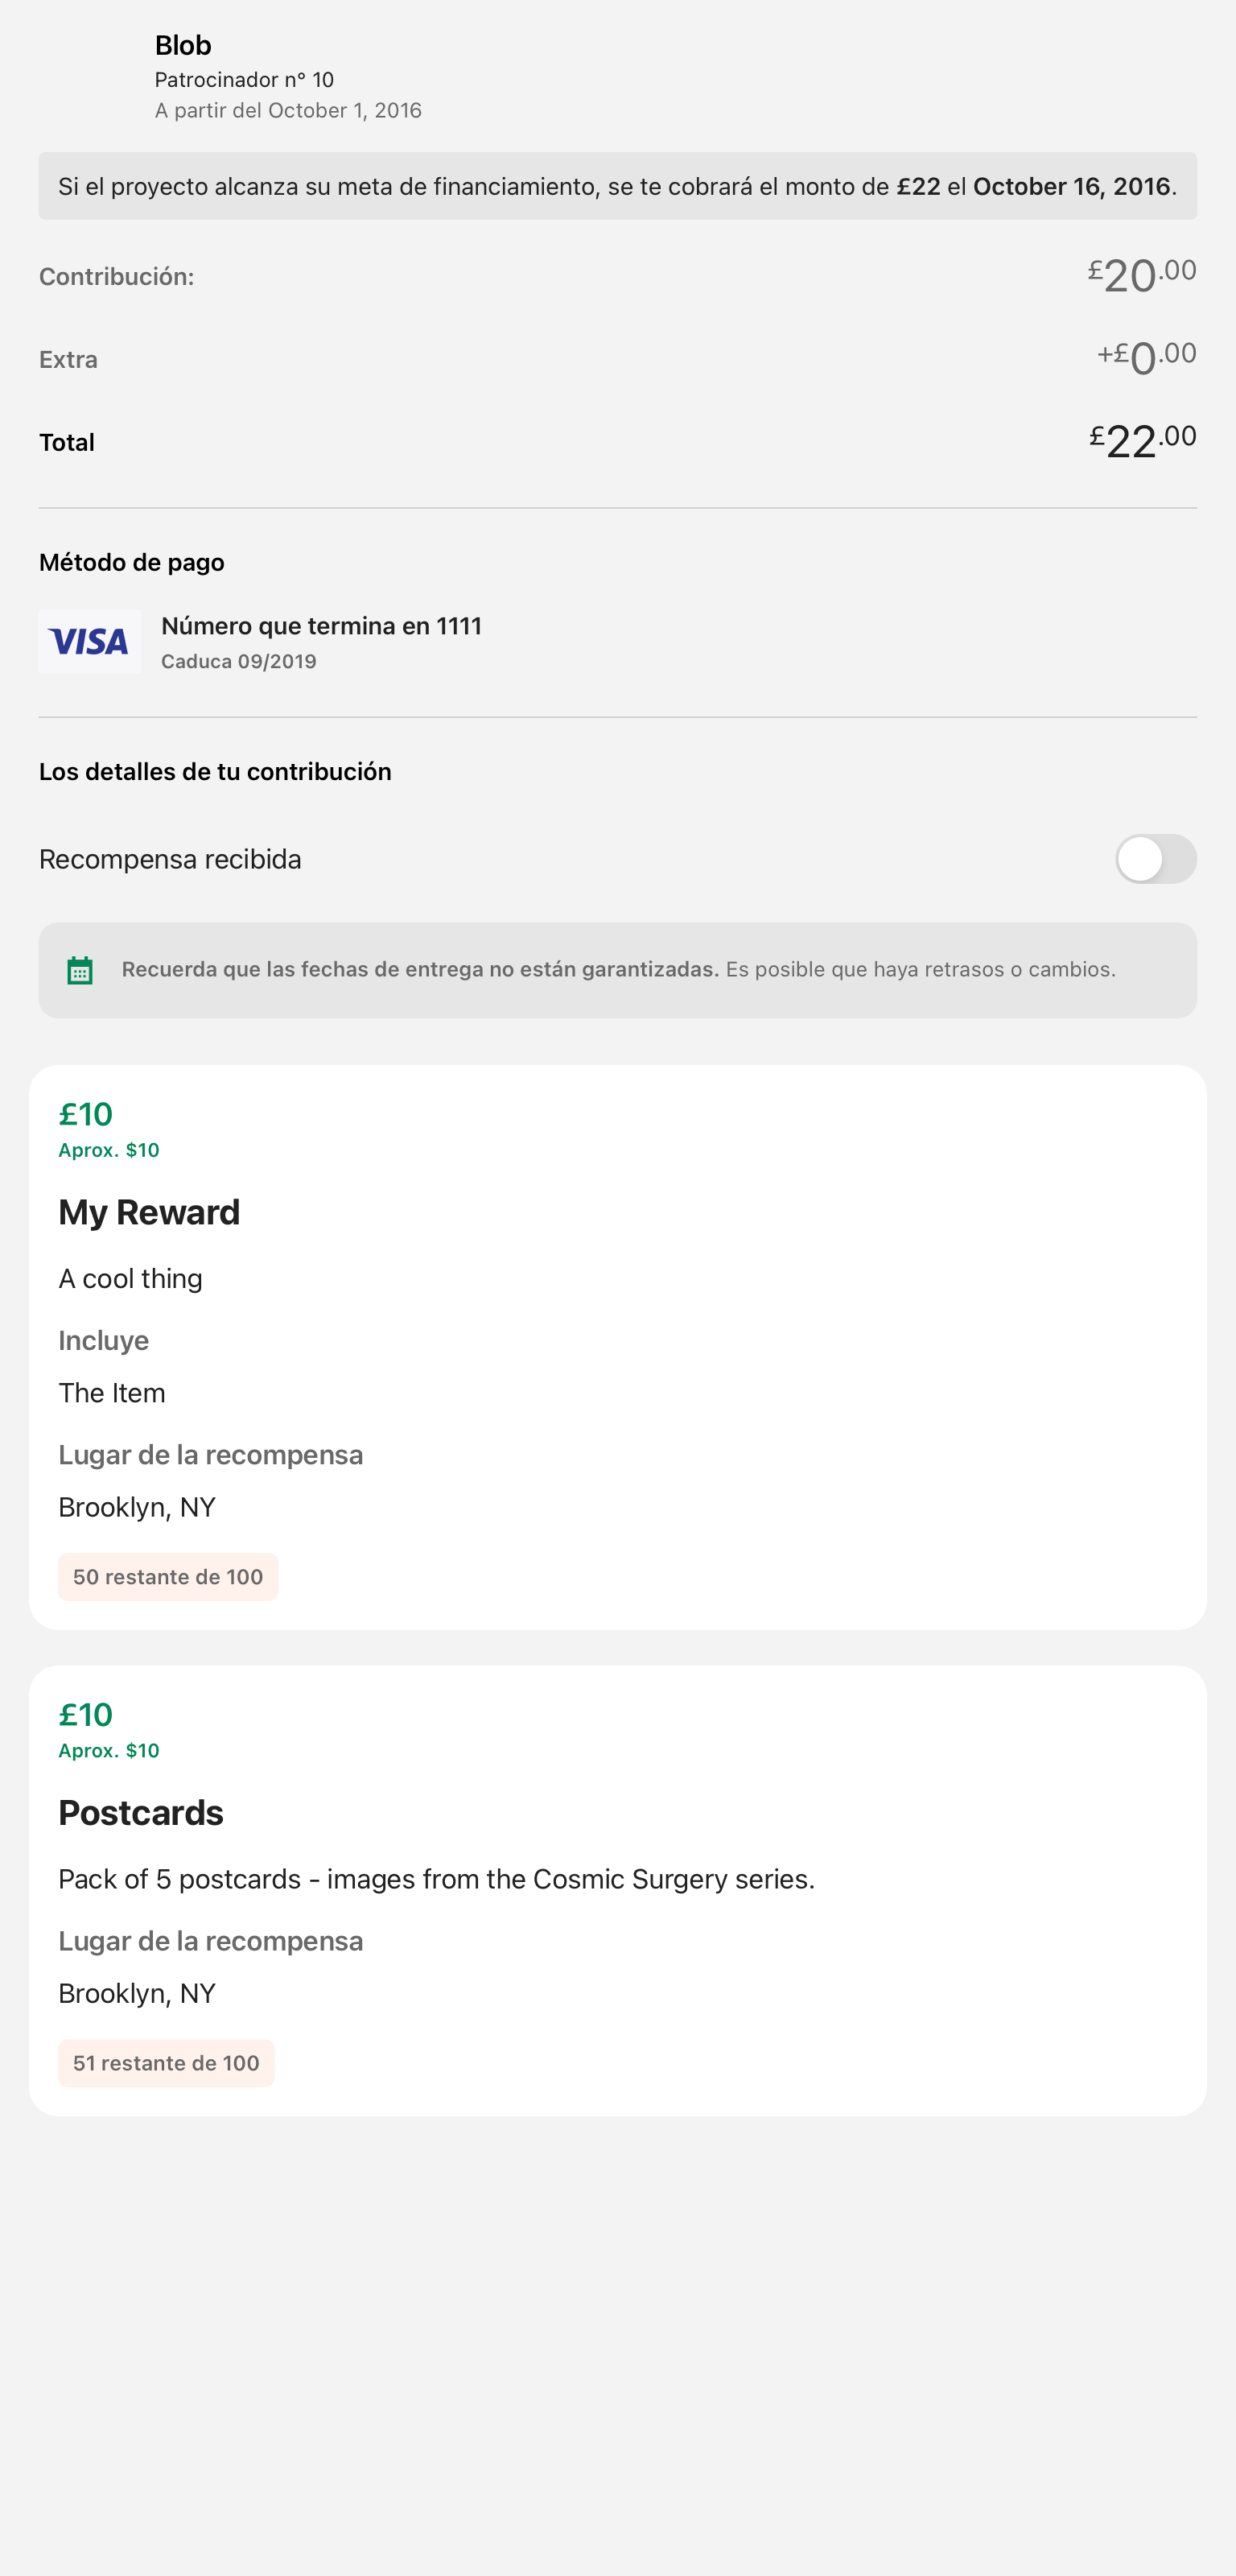 Blob
Patrocinador n° 10
A partir del October 1, 2016
Si el proyecto alcanza su meta de financiamiento, se te cobrará el monto de £22 el October 16, 2016.
Contribución: £20.00
Extra +£0.00
Total £22.00
Método de pago
VISA
Número que termina en 1111
Caduca 09/2019
Los detalles de tu contribución
Recompensa recibida
Recuerda que las fechas de entrega no están garantizadas. Es posible que haya retrasos o cambios.
£10
Aprox. $10
My Reward
A cool thing
Incluye
The Item
Lugar de la recompensa
Brooklyn, NY
50 restante de 100
£10
Aprox. $10
Postcards
Pack of 5 postcards - images from the Cosmic Surgery series.
Lugar de la recompensa
Brooklyn, NY
51 restante de 100